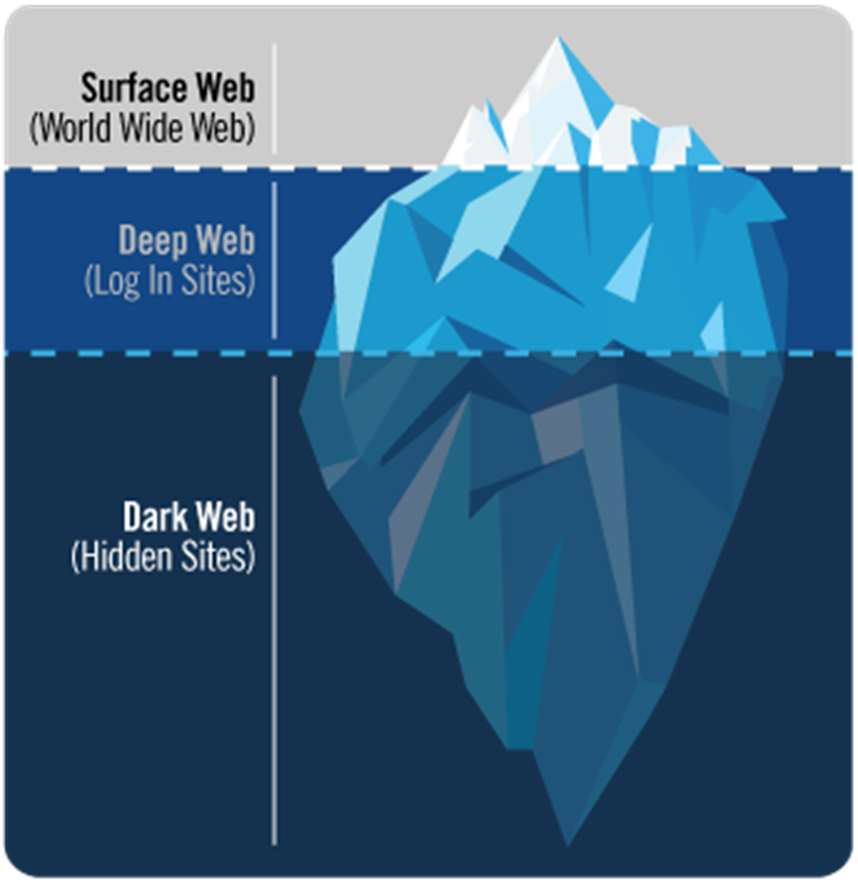 Surface Web
(World Wide Web)
Deep Web
(Log In Sites)
Dark Web
(Hidden Sites)